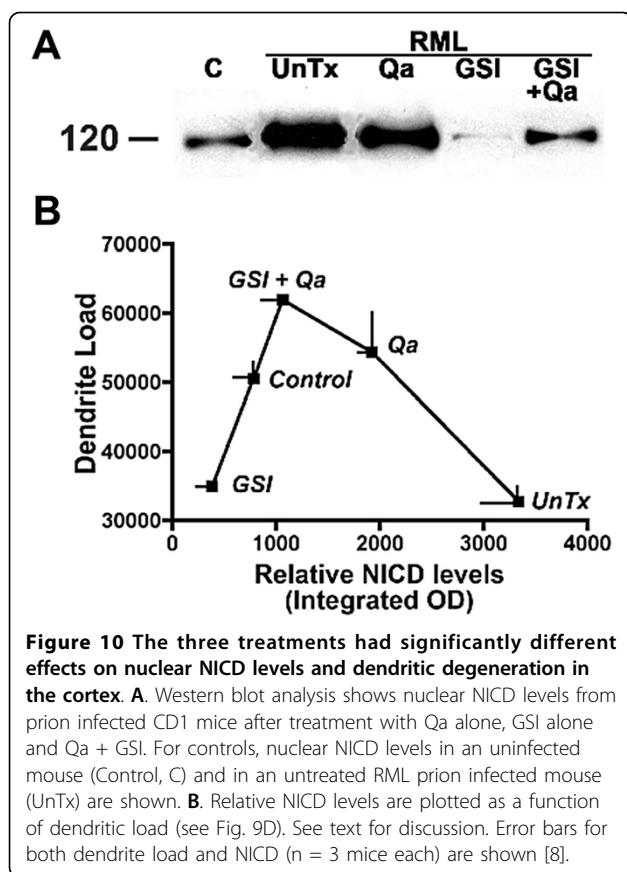 A
RML
C UnTx Qa GSI GSI
+Qa
120 —
B
70000
60000
50000
40000
30000
Dendrite Load
GSI + Qa
Qa
Control
GSI
UnTx
0 1000 2000 3000 4000
Relative NICD levels
(Integrated OD)
Figure 10 The three treatments had significantly different
effects on nuclear NICD levels and dendritic degeneration in
the cortex. A. Western blot analysis shows nuclear NICD levels from
prion infected CD1 mice after treatment with Qa alone, GSI alone
and Qa + GSI. For controls, nuclear NICD levels in an uninfected
mouse (Control, C) and in an untreated RML prion infected mouse
(UnTx) are shown. B. Relative NICD levels are plotted as a function
of dendritic load (see Fig. 9D). See text for discussion. Error bars for
both dendrite load and NICD (n = 3 mice each) are shown [8].